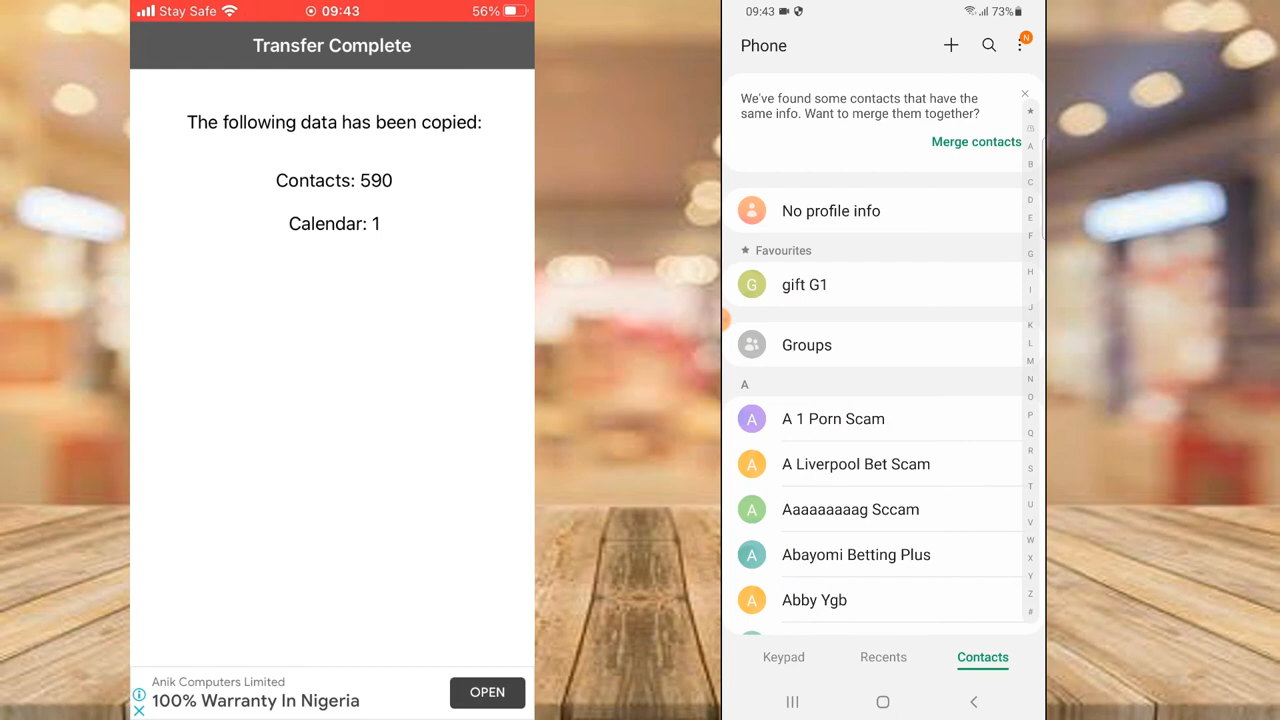 Stay Safe
09:43
56%
Transfer Complete
The following data has been copied:
Contacts: 590
Calendar: 1
Anik Computers Limited
100% Warranty In Nigeria
OPEN
09:43
73%
Phone
N
We've found some contacts that have the
same info. Want to merge them together?
Merge contacts
No profile info
Favourites
G
gift G1
Groups
A
A
A 1 Porn Scam
A
A Liverpool Bet Scam
A
Aaaaaaaaag Sccam
A
Abayomi Betting Plus
A
Abby Ygb
A
B
C
D
E
F
G
H
I
J
K
L
M
N
O
P
Q
R
S
T
U
V
W
X
Y
Z
#
Keypad
Recents
Contacts